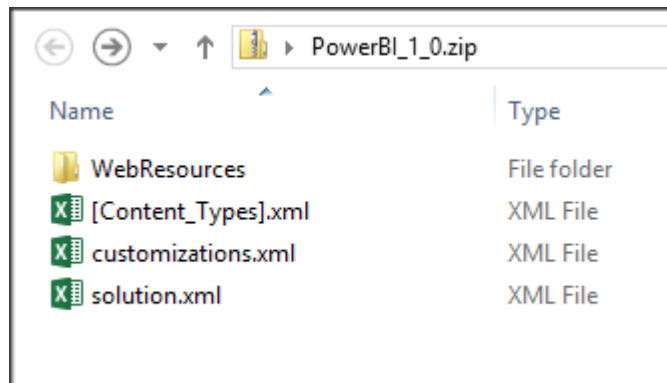 PowerBI_1_0.zip
Name Type
WebResources File folder
[Content_Types].xml XML File
customizations.xml XML File
solution.xml XML File